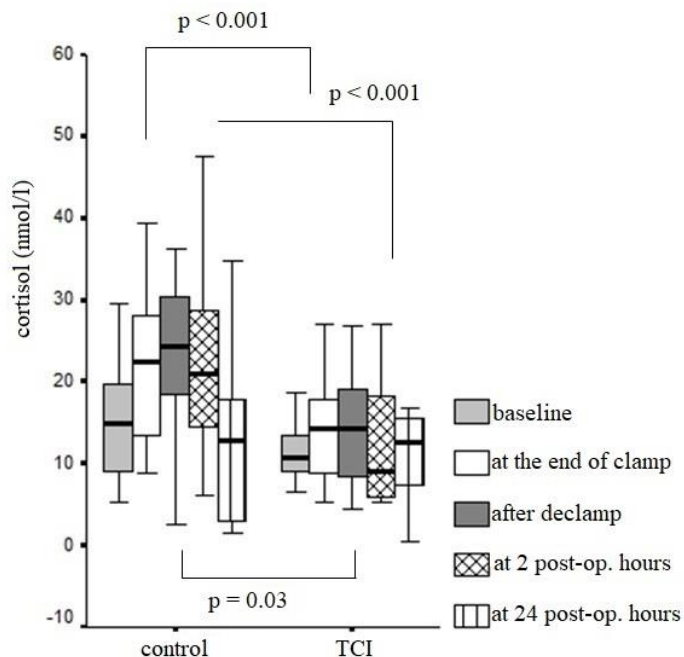 p < 0.001
60
p < 0.001
50
40
cortisol (nmol/l)
30
20
10
0
-10
baseline
at the end of clamp
after declamp
at 2 post-op. hours
at 24 post-op. hours
p = 0.03
control
TCI